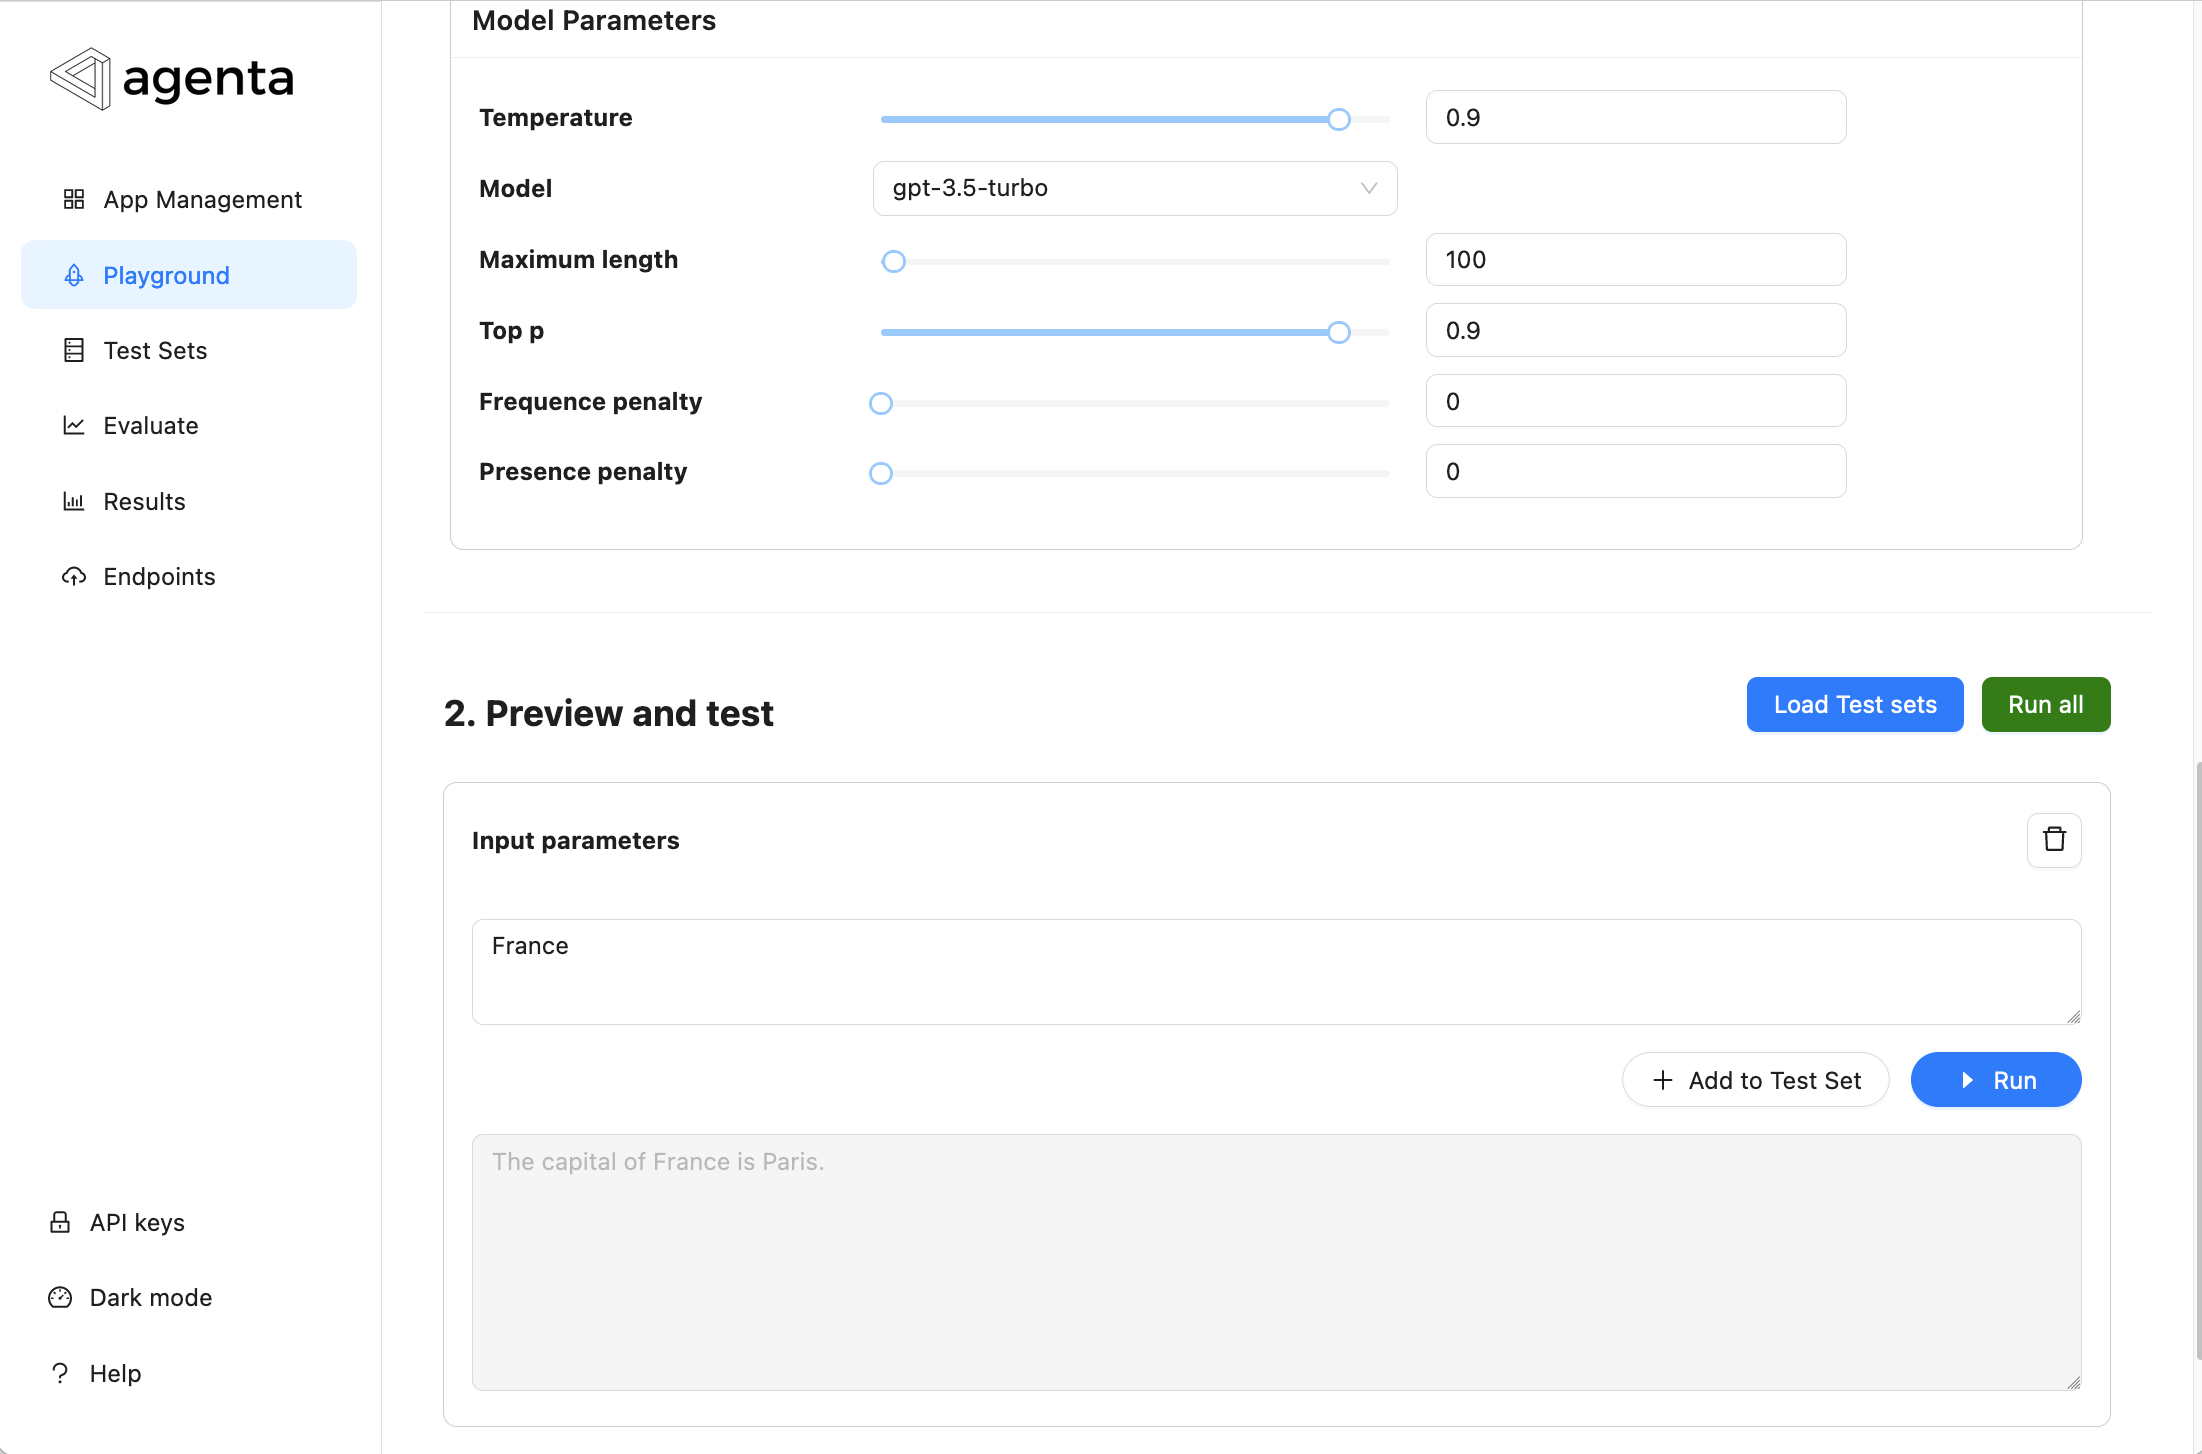 agenta
App Management
Playground
Test Sets
Evaluate
Results
Endpoints
API keys
Dark mode
Help
Model Parameters
Temperature 0.9
Model gpt-3.5-turbo
Maximum length 100
Top p 0.9
Frequence penalty 0
Presence penalty 0
2. Preview and test Load Test sets Run all
Input parameters
France
Add to Test Set Run
The capital of France is Paris.